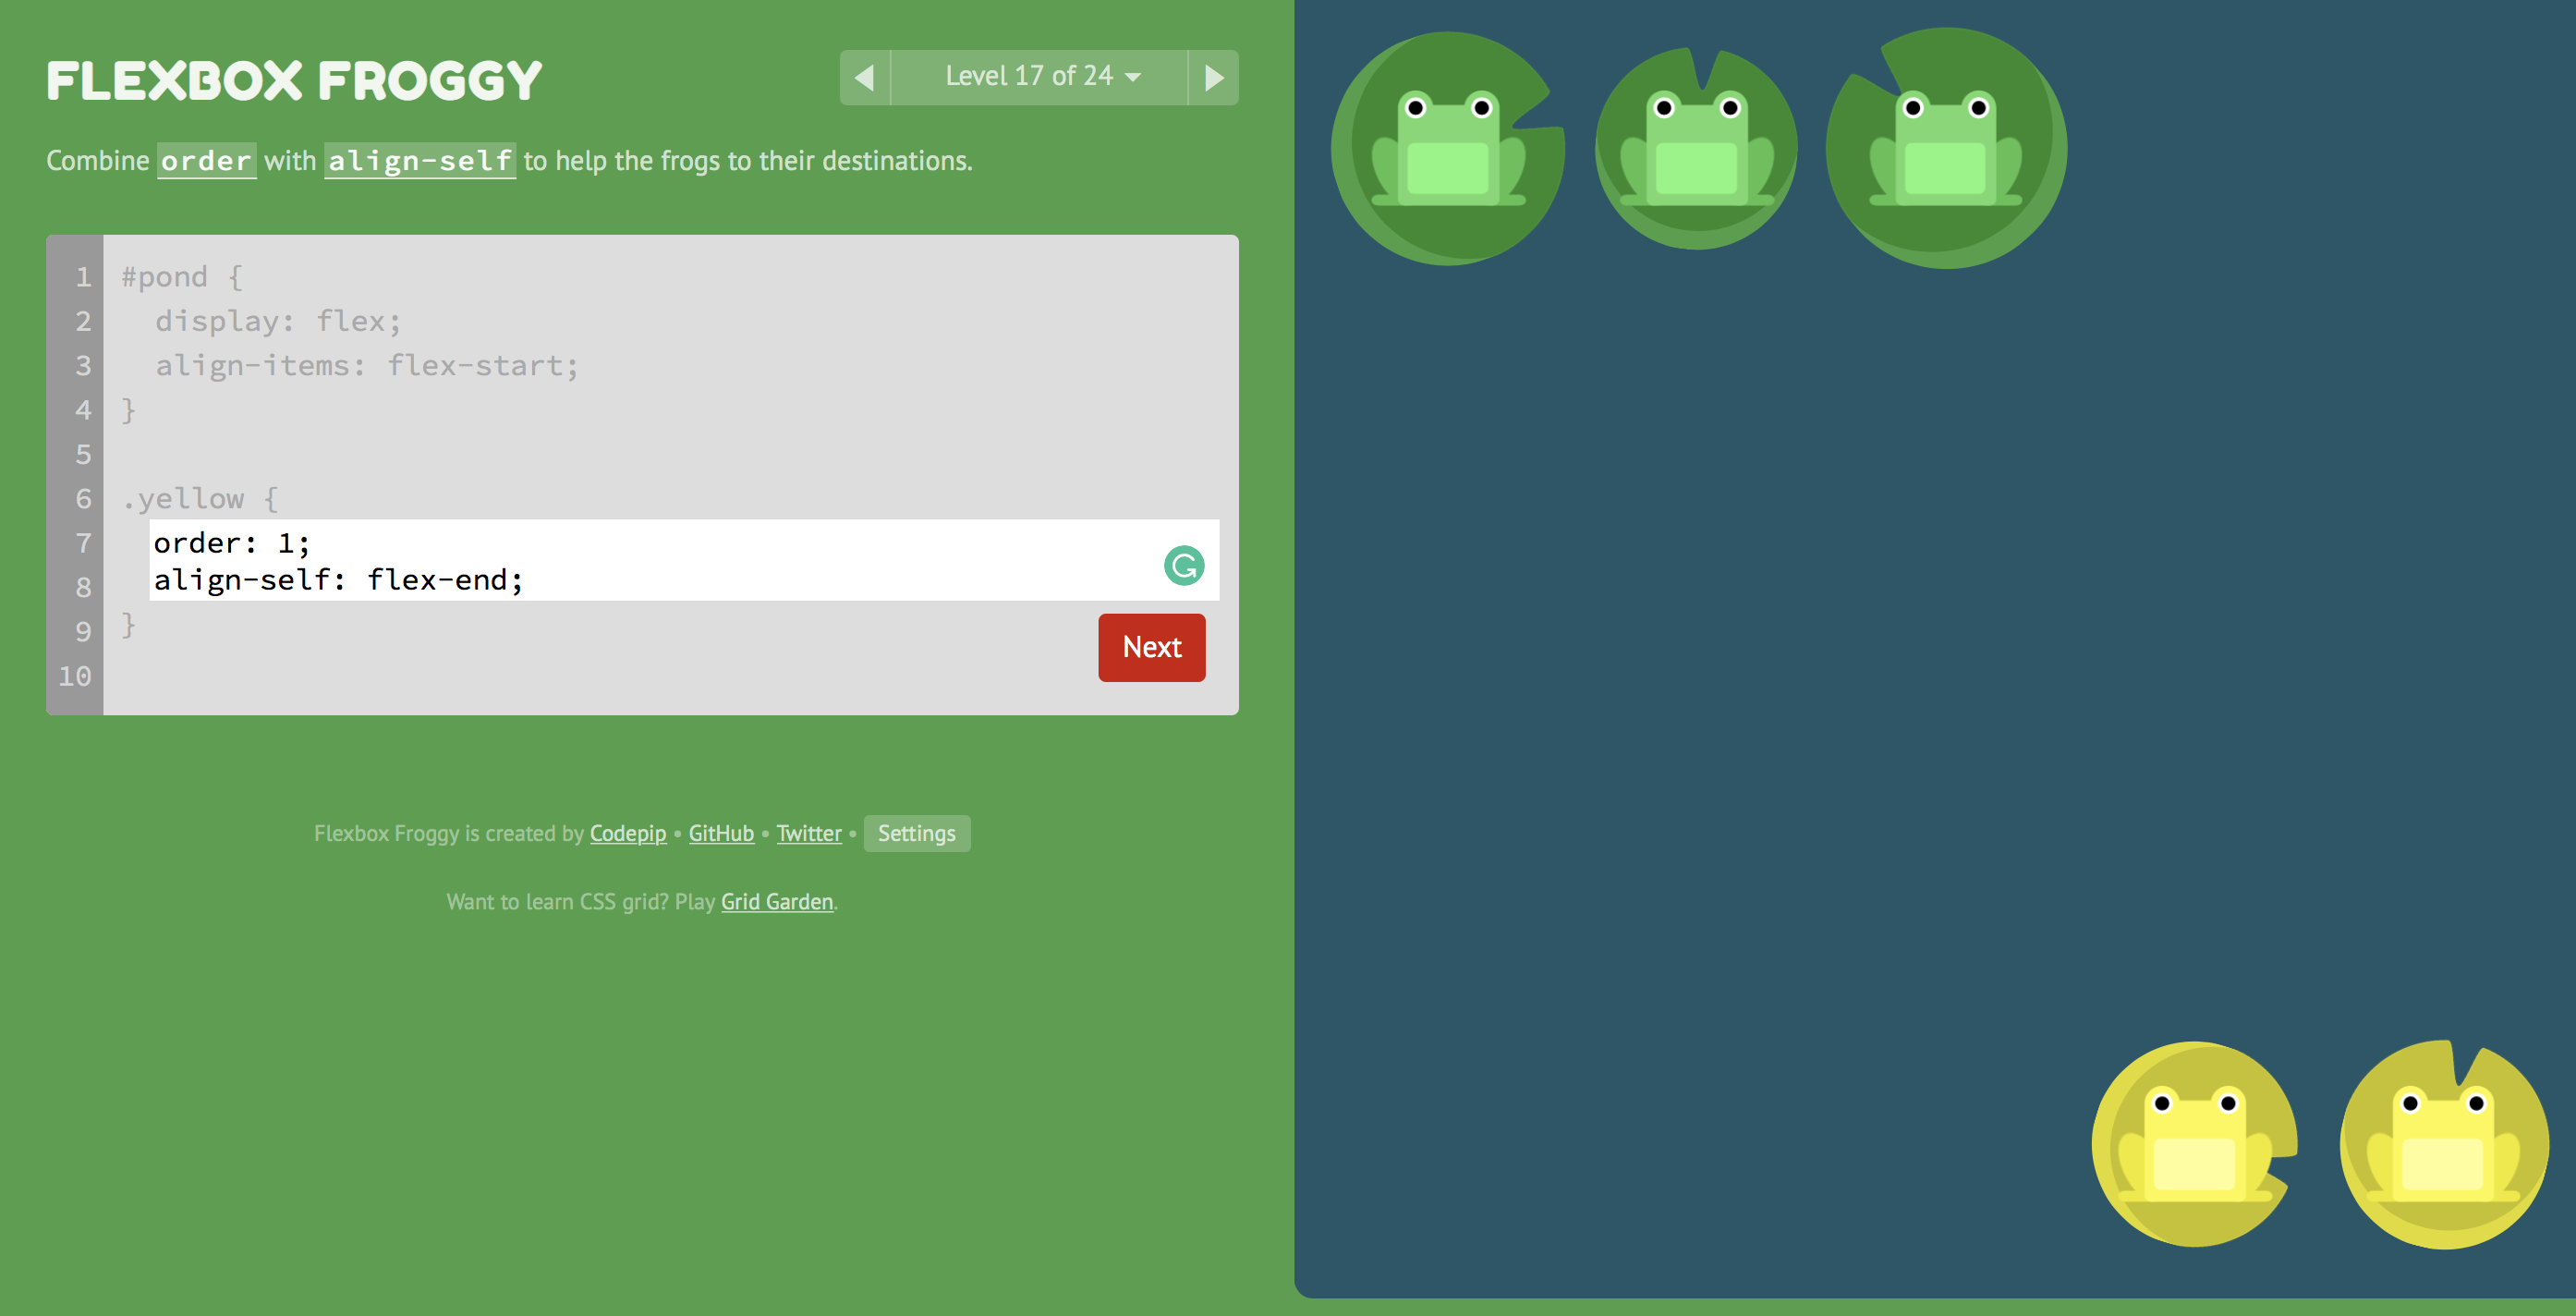 FLEXBOX FROGGY
Level 17 of 24
Combine order with align-self to help the frogs to their destinations.
1 #pond {
2 display: flex;
3 align-items: flex-start;
4 }
5
6 .yellow {
7 order: 1;
8 align-self: flex-end;
9 }
10
Next
Flexbox Froggy is created by Codepip • GitHub • Twitter • Settings
Want to learn CSS grid? Play Grid Garden.